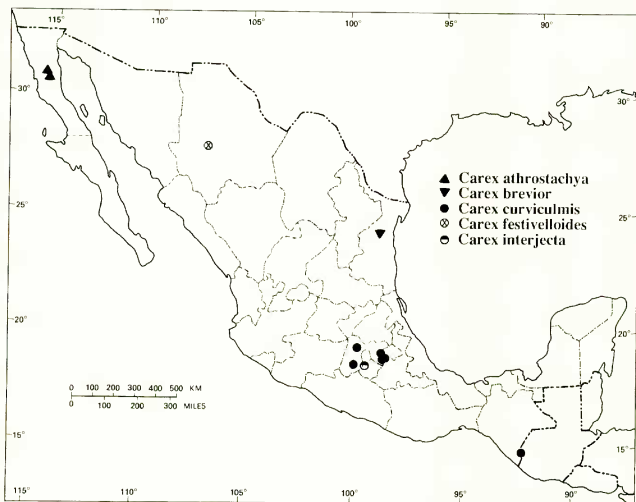 115° 110° 105° 100° 95° 90°
30° 30°
25° 25°
▲ Carex athrostachya
▼ Carex brevior
● Carex curviculmis
⊗ Carex festivelloides
◓ Carex interjecta
20° 20°
0 100 200 300 400 500 KM
0 100 200 300 MILES
15° 15°
115° 110° 105° 100° 95° 90°